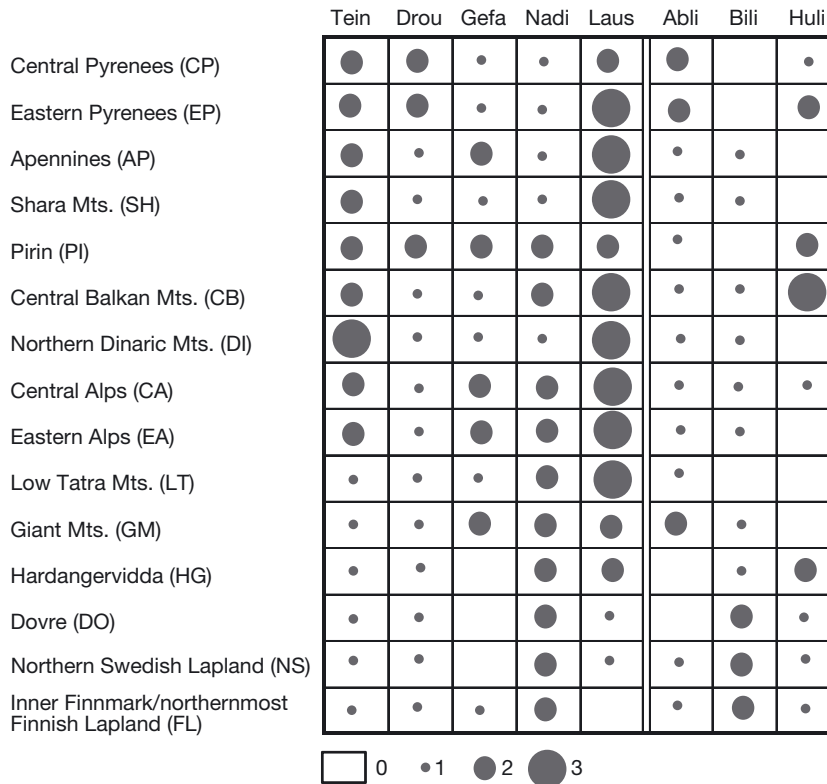 Tein Drou Gefa Nadi Laus Abli Bili Huli
Central Pyrenees (CP)
Eastern Pyrenees (EP)
Apennines (AP)
Shara Mts. (SH)
Pirin (PI)
Central Balkan Mts. (CB)
Northern Dinaric Mts. (DI)
Central Alps (CA)
Eastern Alps (EA)
Low Tatra Mts. (LT)
Giant Mts. (GM)
Hardangervidda (HG)
Dovre (DO)
Northern Swedish Lapland (NS)
Inner Finnmark/northernmost
Finnish Lapland (FL)
0 1 2 3